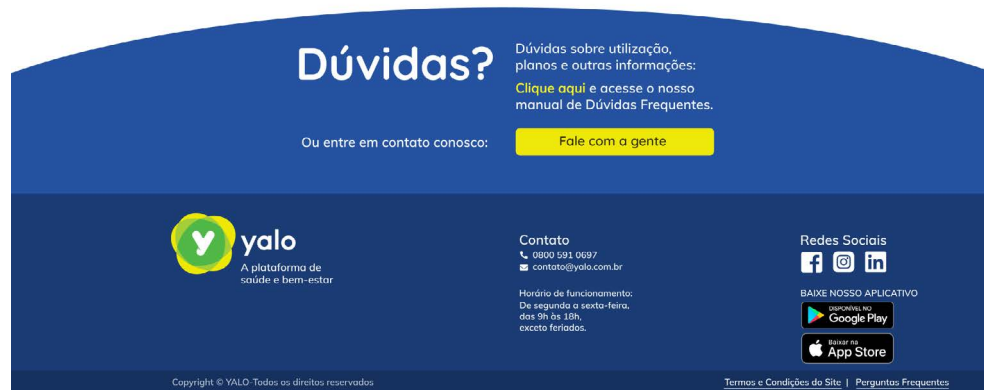 Dúvidas?
Dúvidas sobre utilização,
planos e outras informações:
Clique aqui e acesse o nosso
manual de Dúvidas Frequentes.
Ou entre em contato conosco:
Fale com a gente
yalo
A plataforma de
saúde e bem-estar
Contato
0800 591 0697
contato@yalo.com.br
Horário de funcionamento:
De segunda a sexta-feira,
das 9h às 18h,
exceto feriados.
Redes Sociais
BAIXE NOSSO APLICATIVO
DISPONÍVEL NO
Google Play
Baixar na
App Store
Copyright © YALO-Todos os direitos reservados
Termos e Condições do Site | Perguntas Frequentes